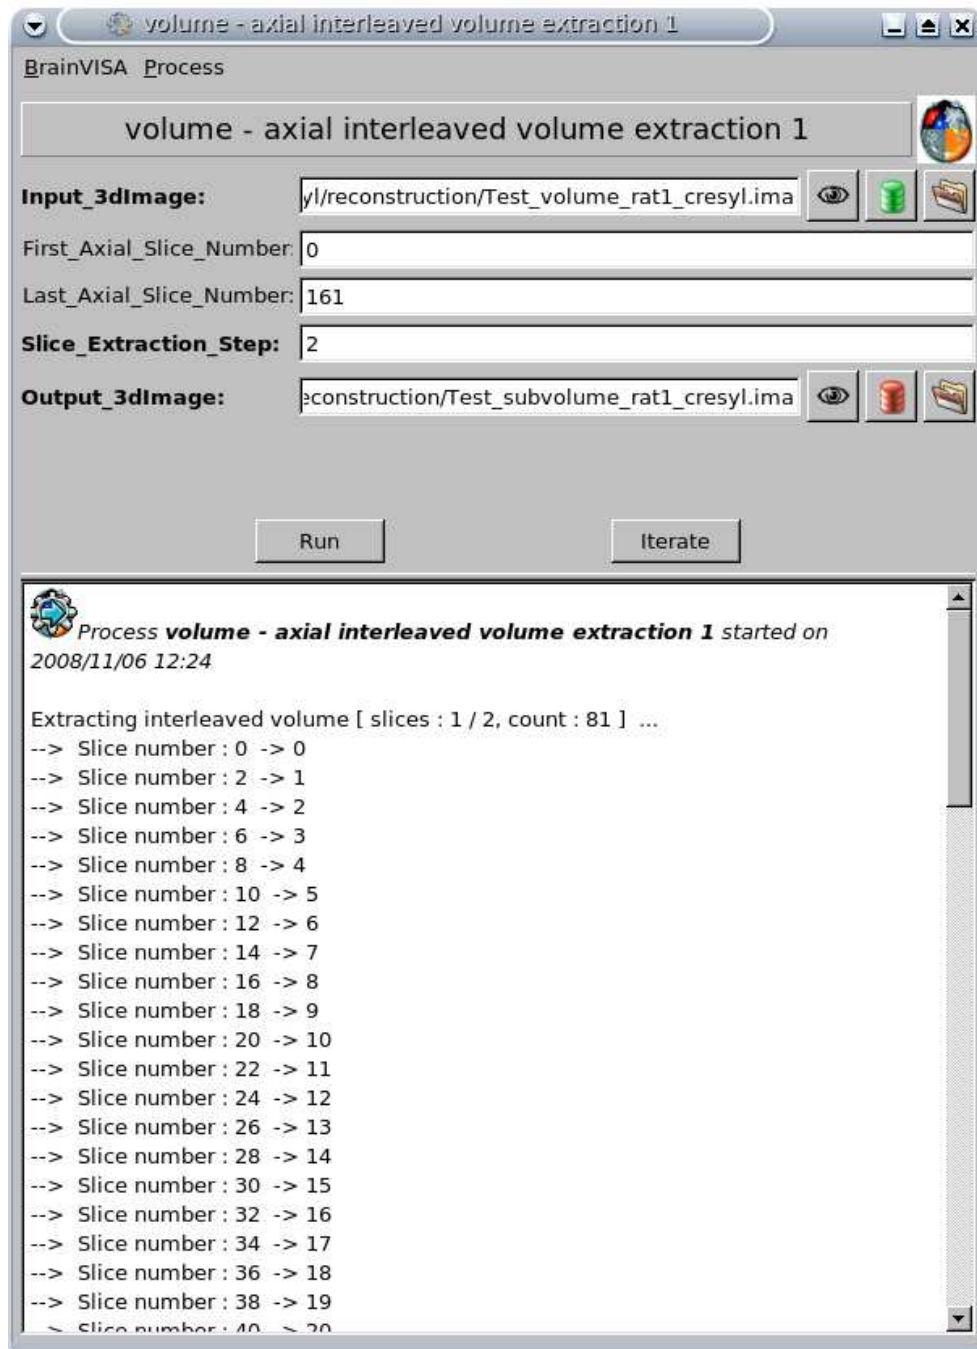 volume - axial interleaved volume extraction 1
BrainVISA Process
volume - axial interleaved volume extraction 1
Input_3dImage: yl/reconstruction/Test_volume_rat1_cresyl.ima
First_Axial_Slice_Number: 0
Last_Axial_Slice_Number: 161
Slice_Extraction_Step: 2
Output_3dImage: econstruction/Test_subvolume_rat1_cresyl.ima
Run Iterate
Process volume - axial interleaved volume extraction 1 started on
2008/11/06 12:24
Extracting interleaved volume [ slices : 1 / 2, count : 81 ] ...
--> Slice number : 0 -> 0
--> Slice number : 2 -> 1
--> Slice number : 4 -> 2
--> Slice number : 6 -> 3
--> Slice number : 8 -> 4
--> Slice number : 10 -> 5
--> Slice number : 12 -> 6
--> Slice number : 14 -> 7
--> Slice number : 16 -> 8
--> Slice number : 18 -> 9
--> Slice number : 20 -> 10
--> Slice number : 22 -> 11
--> Slice number : 24 -> 12
--> Slice number : 26 -> 13
--> Slice number : 28 -> 14
--> Slice number : 30 -> 15
--> Slice number : 32 -> 16
--> Slice number : 34 -> 17
--> Slice number : 36 -> 18
--> Slice number : 38 -> 19
--> Slice number : 40 -> 20